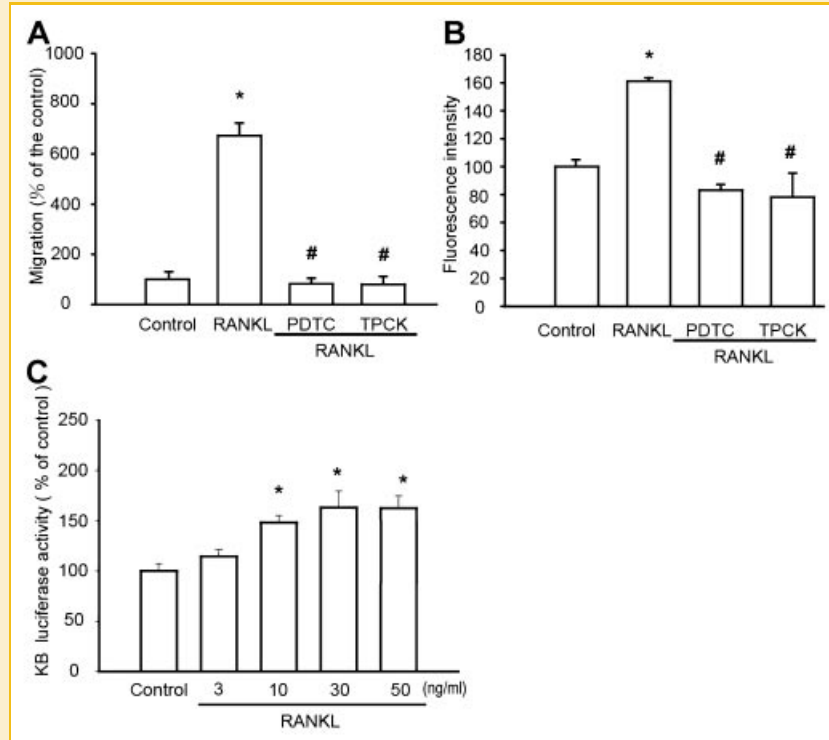 A
Migration (% of the control)
1000
800
600
400
200
0
*
#
#
Control RANKL PDTC TPCK
RANKL
B
Fluorescence intensity
180
160
140
120
100
80
60
40
20
0
*
#
#
Control RANKL PDTC TPCK
RANKL
C
KB luciferase activity ( % of control )
250
200
150
100
50
0
*
*
*
Control 3 10 30 50 (ng/ml)
RANKL